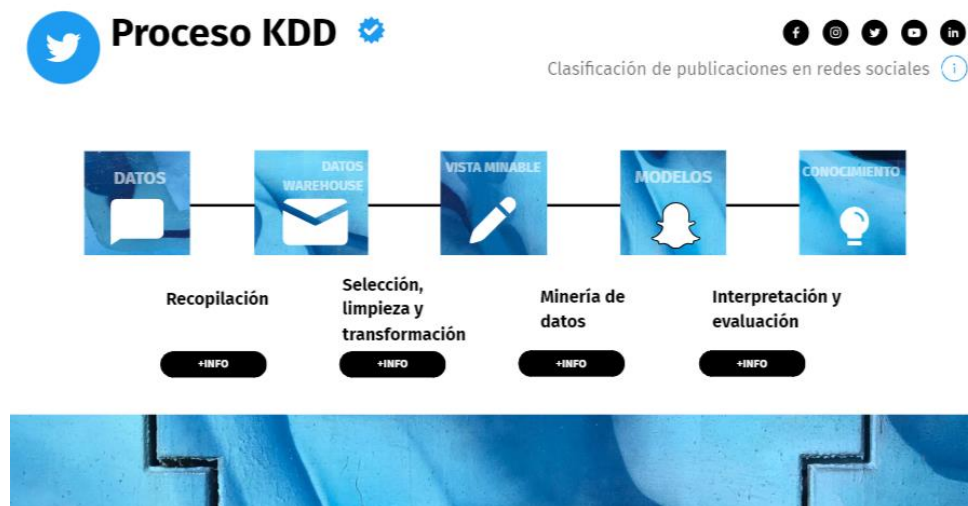 Proceso KDD
Clasificación de publicaciones en redes sociales
DATOS
DATOS
WAREHOUSE
VISTA MINABLE
MODELOS
CONOCIMIENTO
Recopilación
Selección,
limpieza y
transformación
Minería de
datos
Interpretación y
evaluación
+INFO
+INFO
+INFO
+INFO